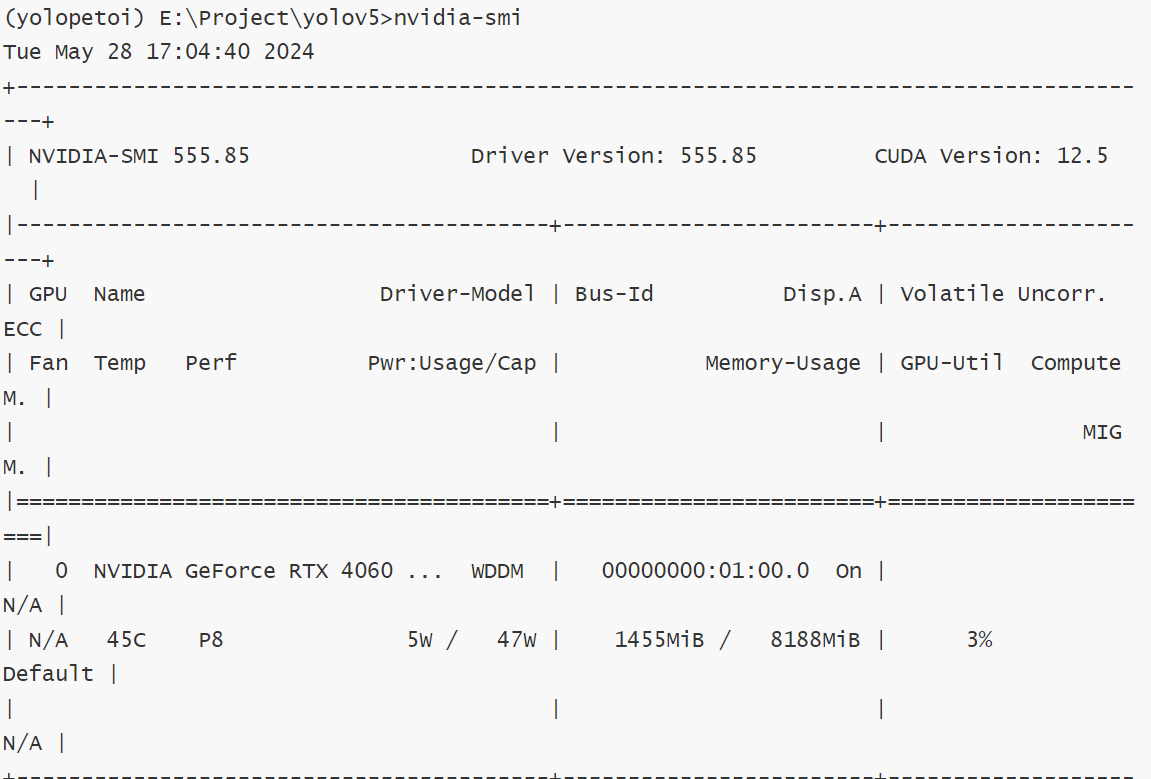 (yolopetoi) E:\Project\yolov5>nvidia-smi
Tue May 28 17:04:40 2024
+--------------------------------------------------------------------------------------
---+
| NVIDIA-SMI 555.85                 Driver Version: 555.85         CUDA Version: 12.5
  |
|-----------------------------------------+------------------------+-------------------
---+
| GPU  Name                  Driver-Model | Bus-Id          Disp.A | Volatile Uncorr.
ECC |
| Fan  Temp   Perf          Pwr:Usage/Cap |           Memory-Usage | GPU-Util  Compute
M. |
|                                         |                        |               MIG
M. |
|=========================================+========================+===================
===|
|   0  NVIDIA GeForce RTX 4060 ...  WDDM  |   00000000:01:00.0  On |
N/A |
| N/A   45C    P8              5W /   47W |    1455MiB /   8188MiB |      3%
Default |
|                                         |                        |
N/A |
+-----------------------------------------+------------------------+-------------------